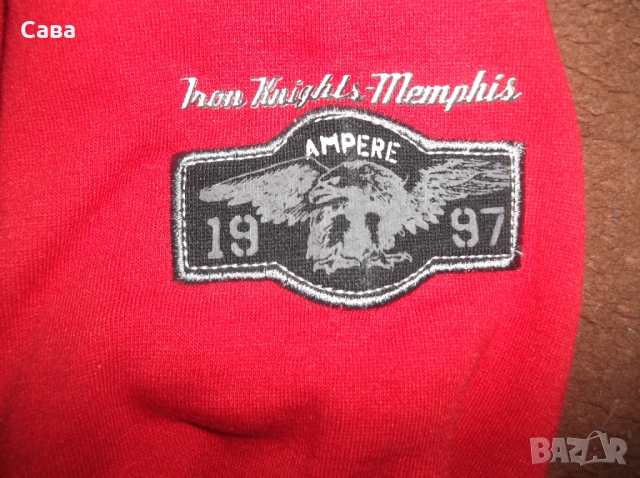 Сава
Iron Knights-Memphis
AMPERE
19 97
BAZAR